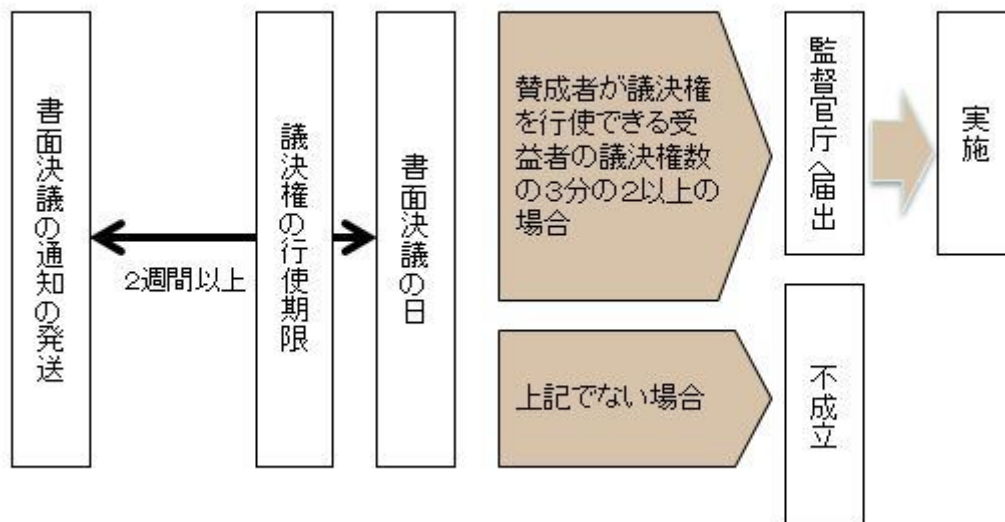 書面決議の通知の発送
2週間以上
議決権の行使期限
書面決議の日
賛成者が議決権
を行使できる受
益者の議決権数
の3分の2以上の
場合
監督官庁へ届出
実施
上記でない場合
不成立